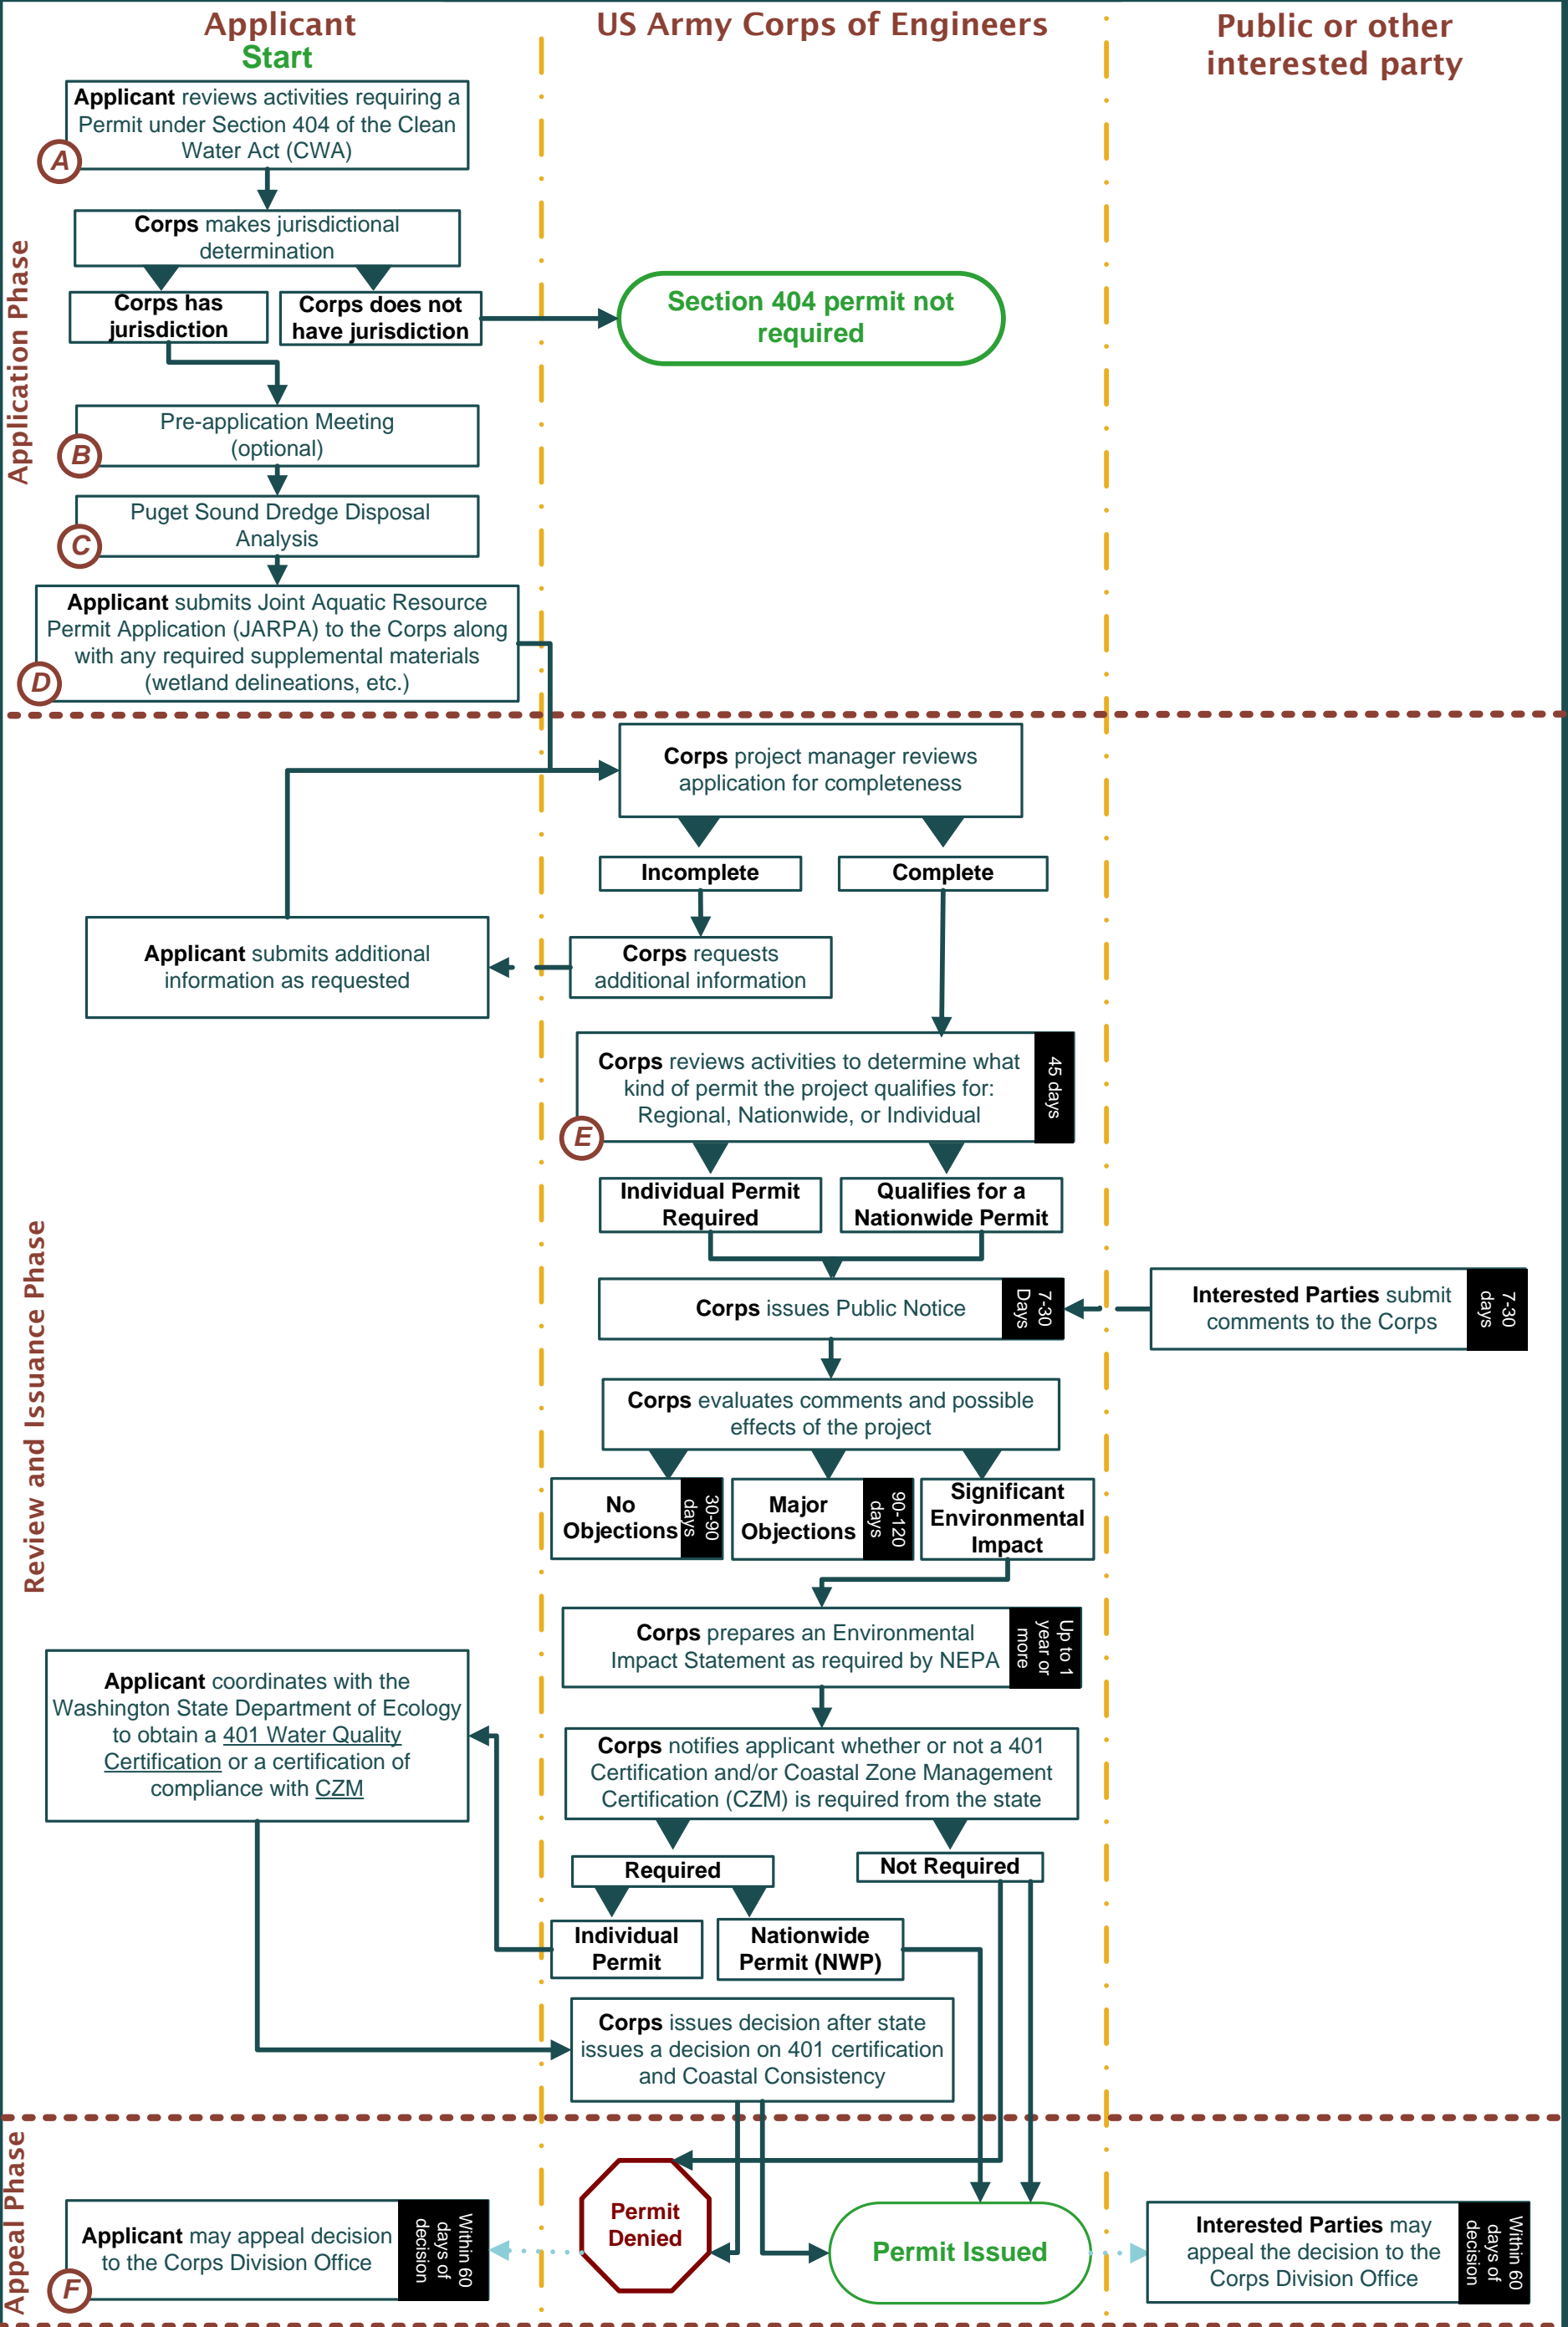 Applicant
Start
US Army Corps of Engineers
Public or other
interested party
Application Phase
Applicant reviews activities requiring a
Permit under Section 404 of the Clean
Water Act (CWA)
A
Corps makes jurisdictional
determination
Corps has
jurisdiction
Corps does not
have jurisdiction
Section 404 permit not
required
Pre-application Meeting
(optional)
B
Puget Sound Dredge Disposal
Analysis
C
Applicant submits Joint Aquatic Resource
Permit Application (JARPA) to the Corps along
with any required supplemental materials
(wetland delineations, etc.)
D
Review and Issuance Phase
Corps project manager reviews
application for completeness
Incomplete
Complete
Applicant submits additional
information as requested
Corps requests
additional information
Corps reviews activities to determine what
kind of permit the project qualifies for:
Regional, Nationwide, or Individual
45 days
E
Individual Permit
Required
Qualifies for a
Nationwide Permit
Corps issues Public Notice
7-30
Days
Interested Parties submit
comments to the Corps
7-30
days
Corps evaluates comments and possible
effects of the project
No
Objections
30-90
days
Major
Objections
90-120
days
Significant
Environmental
Impact
Corps prepares an Environmental
Impact Statement as required by NEPA
Up to 1
year or
more
Applicant coordinates with the
Washington State Department of Ecology
to obtain a 401 Water Quality
Certification or a certification of
compliance with CZM
Corps notifies applicant whether or not a 401
Certification and/or Coastal Zone Management
Certification (CZM) is required from the state
Required
Not Required
Individual
Permit
Nationwide
Permit (NWP)
Corps issues decision after state
issues a decision on 401 certification
and Coastal Consistency
Appeal Phase
Applicant may appeal decision
to the Corps Division Office
Within 60
days of
decision
F
Permit
Denied
Permit Issued
Interested Parties may
appeal the decision to the
Corps Division Office
Within 60
days of
decision